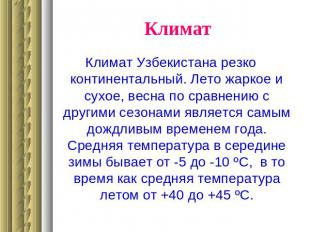 Климат
Климат Узбекистана резко
континентальный. Лето жаркое и
сухое, весна по сравнению с
другими сезонами является самым
дождливым временем года.
Средняя температура в середине
зимы бывает от -5 до -10 ºС, в то
время как средняя температура
летом от +40 до +45 ºС.